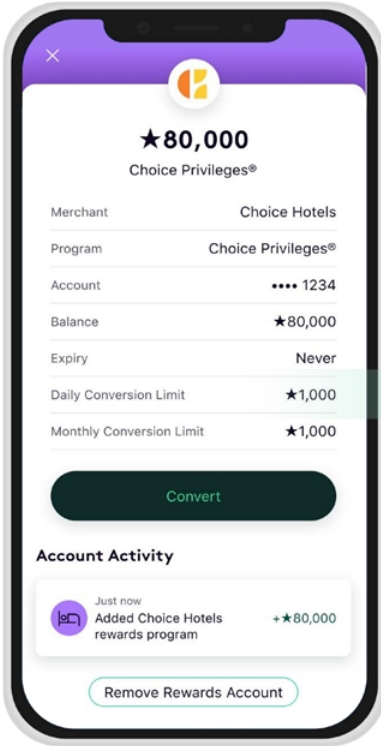 ★80,000
Choice Privileges®
Merchant Choice Hotels
Program Choice Privileges®
Account •••• 1234
Balance ★80,000
Expiry Never
Daily Conversion Limit ★1,000
Monthly Conversion Limit ★1,000
Convert
Account Activity
Just now
Added Choice Hotels +★80,000
rewards program
Remove Rewards Account